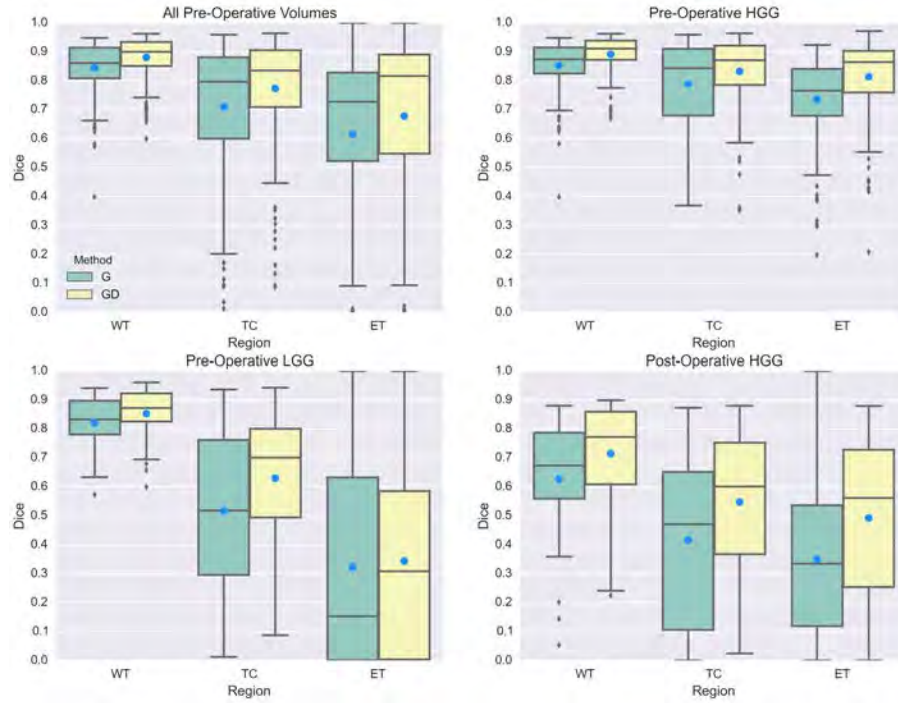 All Pre-Operative Volumes
1.0
0.9
0.8
0.7
0.6
0.5
0.4
0.3
0.2
0.1
0.0
Dice
Method
G
GD
WT TC ET
Region
Pre-Operative HGG
1.0
0.9
0.8
0.7
0.6
0.5
0.4
0.3
0.2
0.1
0.0
Dice
WT TC ET
Region
Pre-Operative LGG
1.0
0.9
0.8
0.7
0.6
0.5
0.4
0.3
0.2
0.1
0.0
Dice
WT TC ET
Region
Post-Operative HGG
1.0
0.9
0.8
0.7
0.6
0.5
0.4
0.3
0.2
0.1
0.0
Dice
WT TC ET
Region